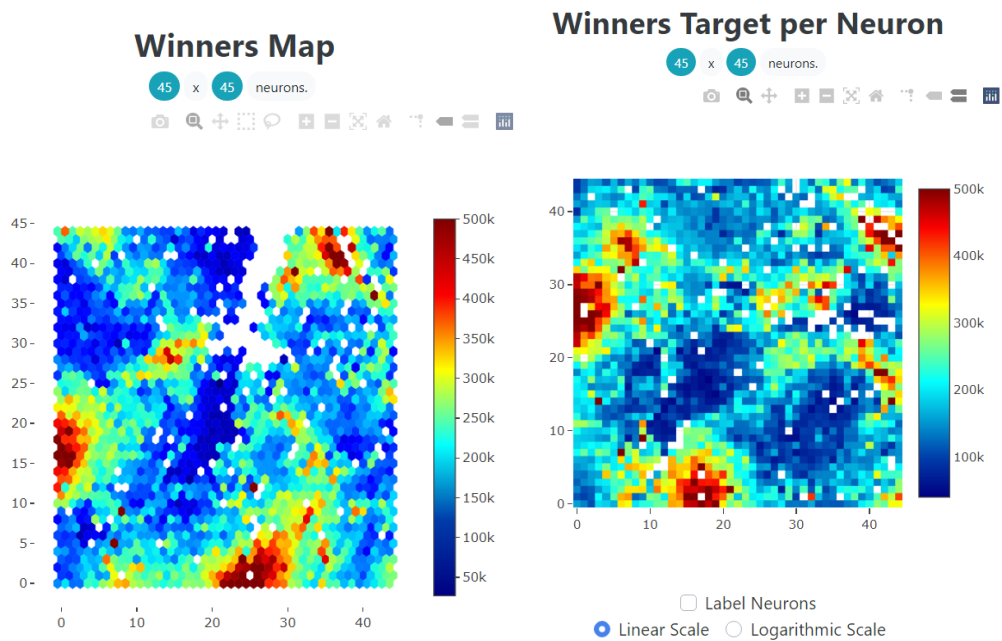 Winners Map
45 x 45 neurons.
45
40
35
30
25
20
15
10
5
0
0 10 20 30 40
500k
450k
400k
350k
300k
250k
200k
150k
100k
50k
Winners Target per Neuron
45 x 45 neurons.
40
30
20
10
0
0 10 20 30 40
500k
400k
300k
200k
100k
Label Neurons
Linear Scale Logarithmic Scale